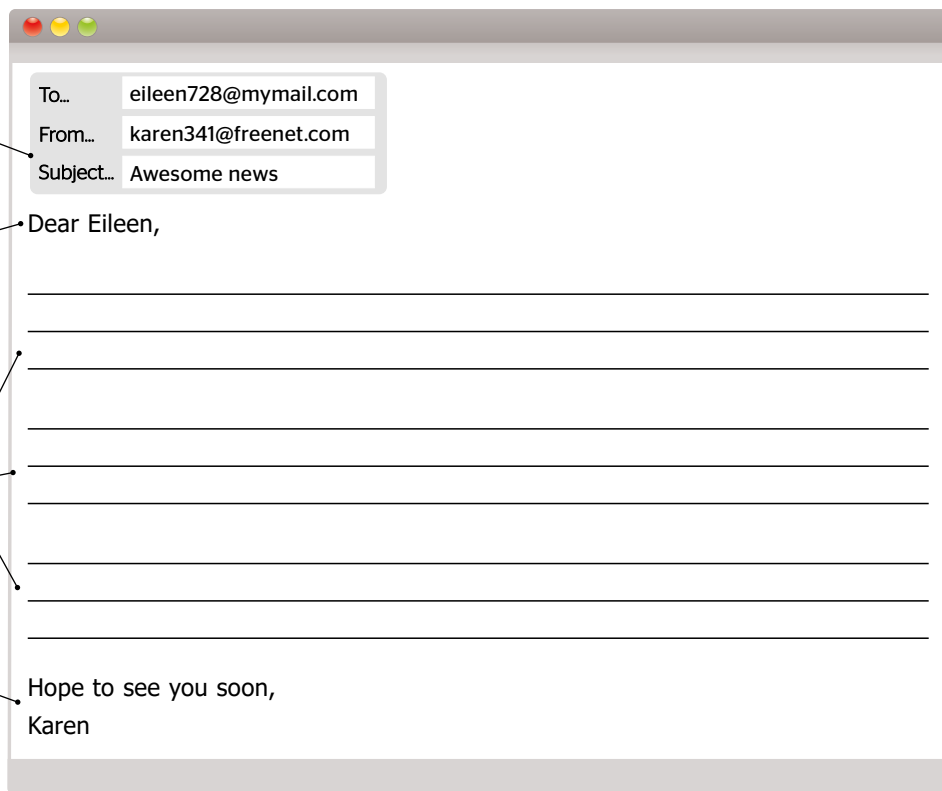 To... eileen728@mymail.com
From... karen341@freenet.com
Subject... Awesome news
Dear Eileen,
Hope to see you soon,
Karen